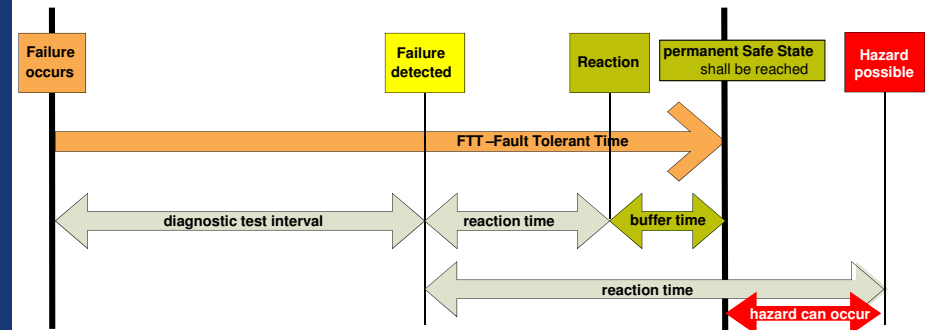 Failure
occurs
Failure
detected
Reaction
permanent Safe State
shall be reached
Hazard
possible
FTT –Fault Tolerant Time
diagnostic test interval
reaction time
buffer time
reaction time
hazard can occur